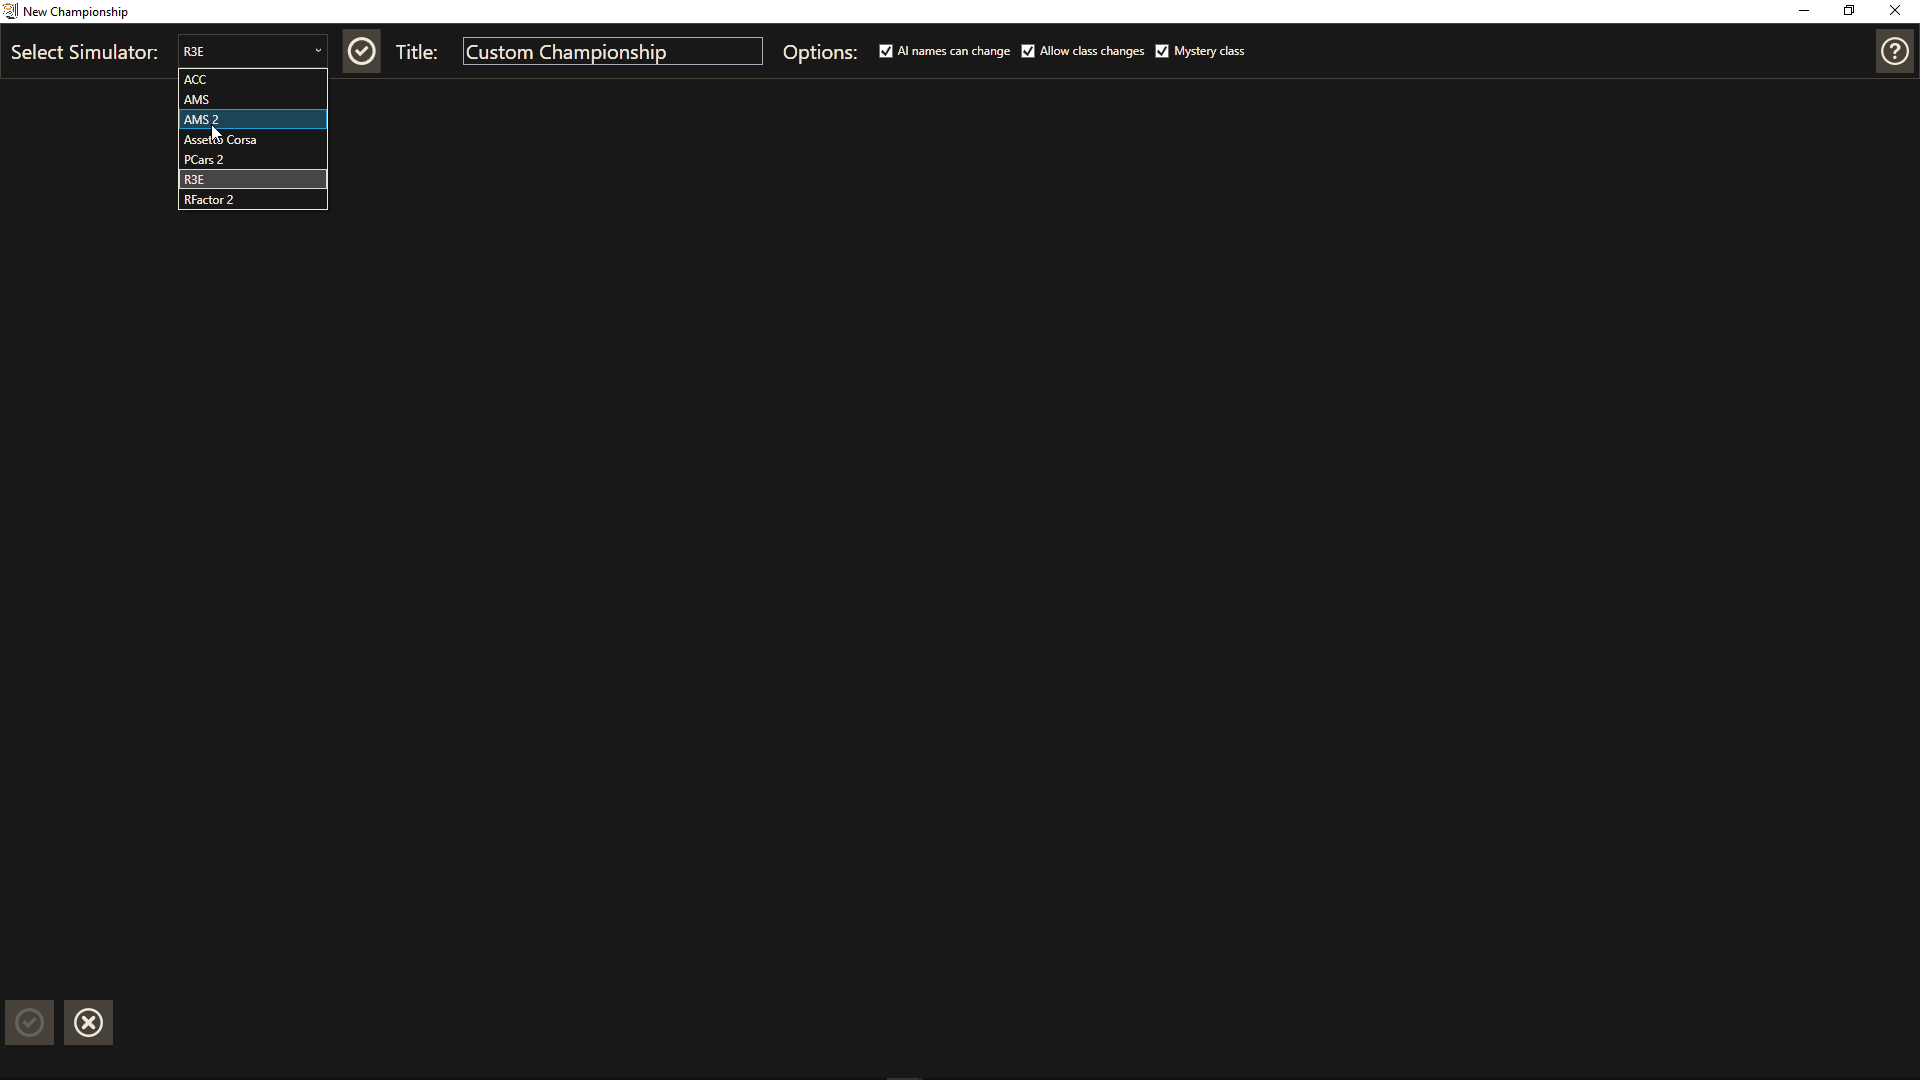 New Championship
Select Simulator: R3E Title: Custom Championship Options: AI names can change Allow class changes Mystery class
ACC
AMS
AMS 2
Assetto Corsa
PCars 2
R3E
RFactor 2